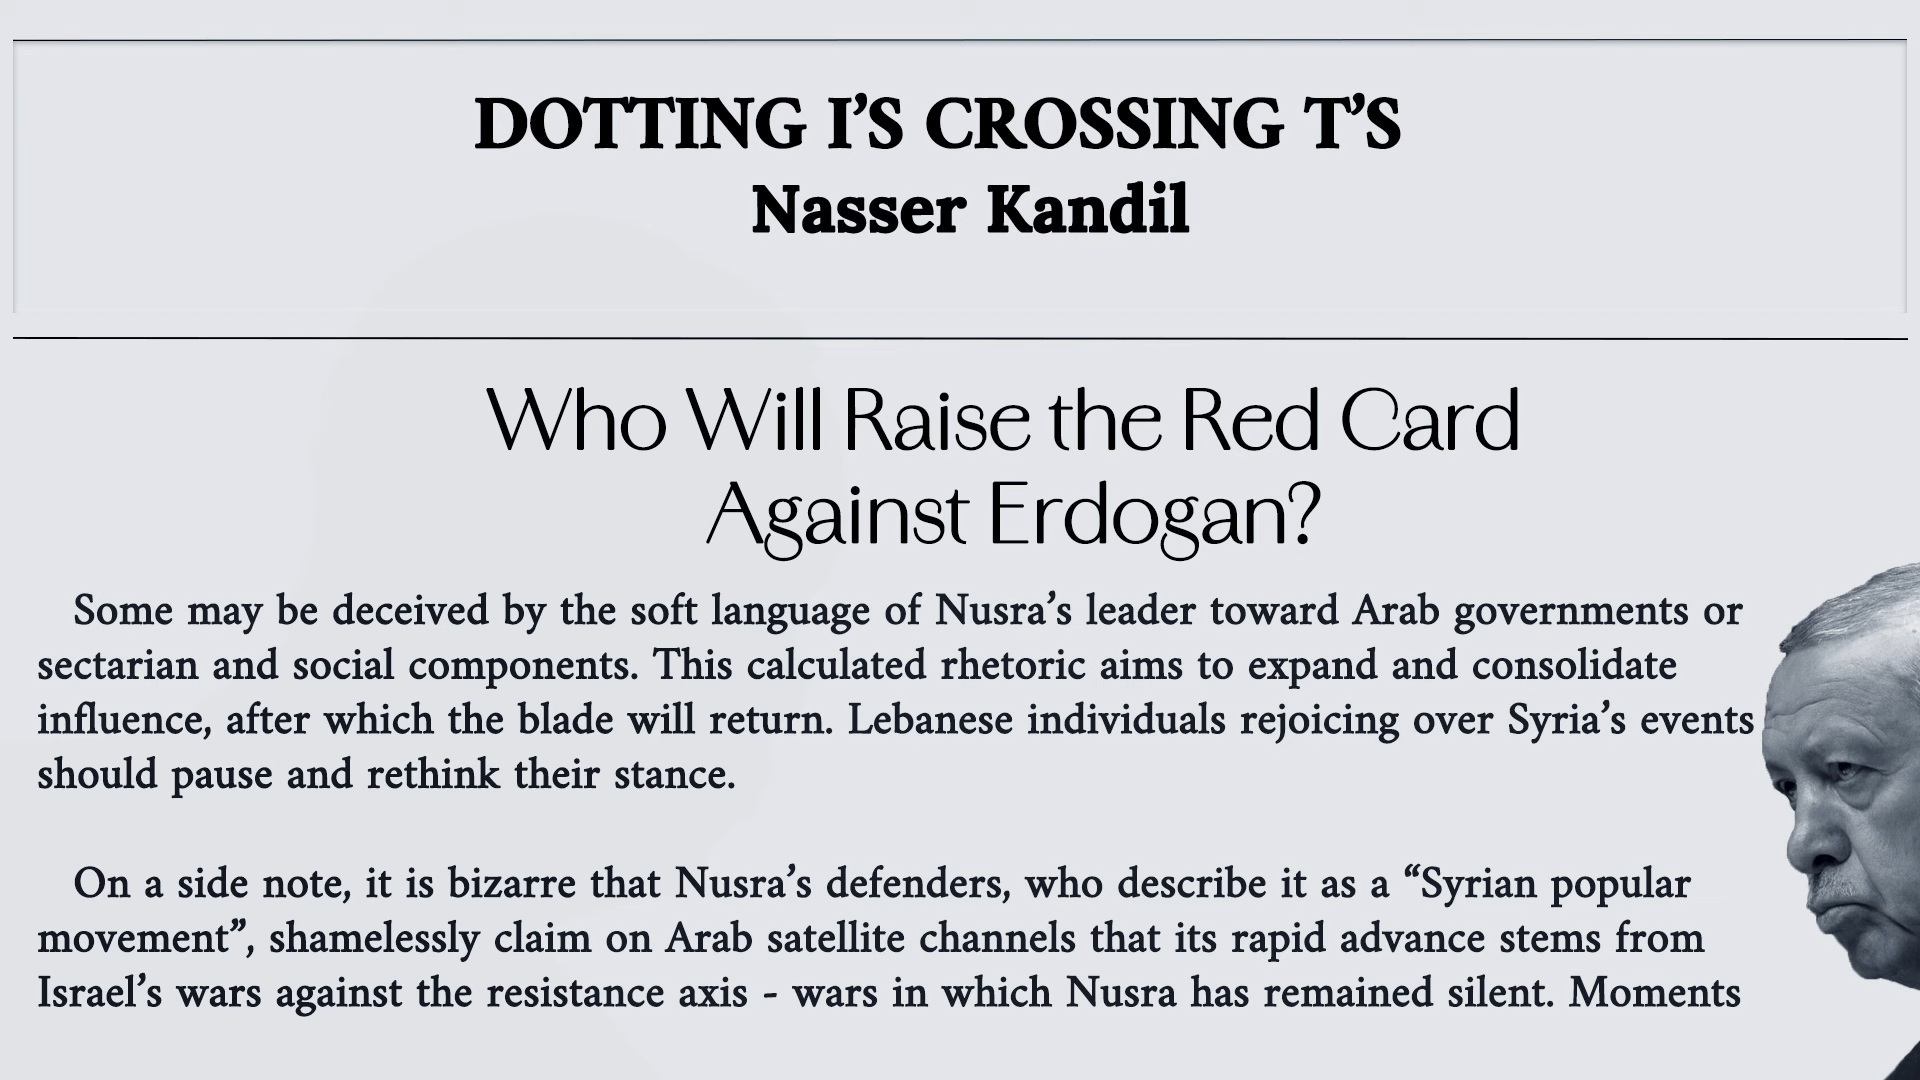 DOTTING I’S CROSSING T’S
Nasser Kandil
Who Will Raise the Red Card
Against Erdogan?
Some may be deceived by the soft language of Nusra’s leader toward Arab governments or
sectarian and social components. This calculated rhetoric aims to expand and consolidate
influence, after which the blade will return. Lebanese individuals rejoicing over Syria’s events
should pause and rethink their stance.
On a side note, it is bizarre that Nusra’s defenders, who describe it as a “Syrian popular
movement”, shamelessly claim on Arab satellite channels that its rapid advance stems from
Israel’s wars against the resistance axis - wars in which Nusra has remained silent. Moments